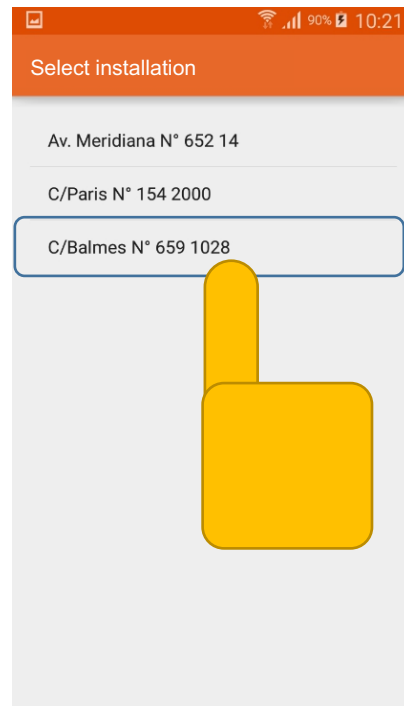 90% 10:21
Select installation
Av. Meridiana N° 652 14
C/Paris N° 154 2000
C/Balmes N° 659 1028